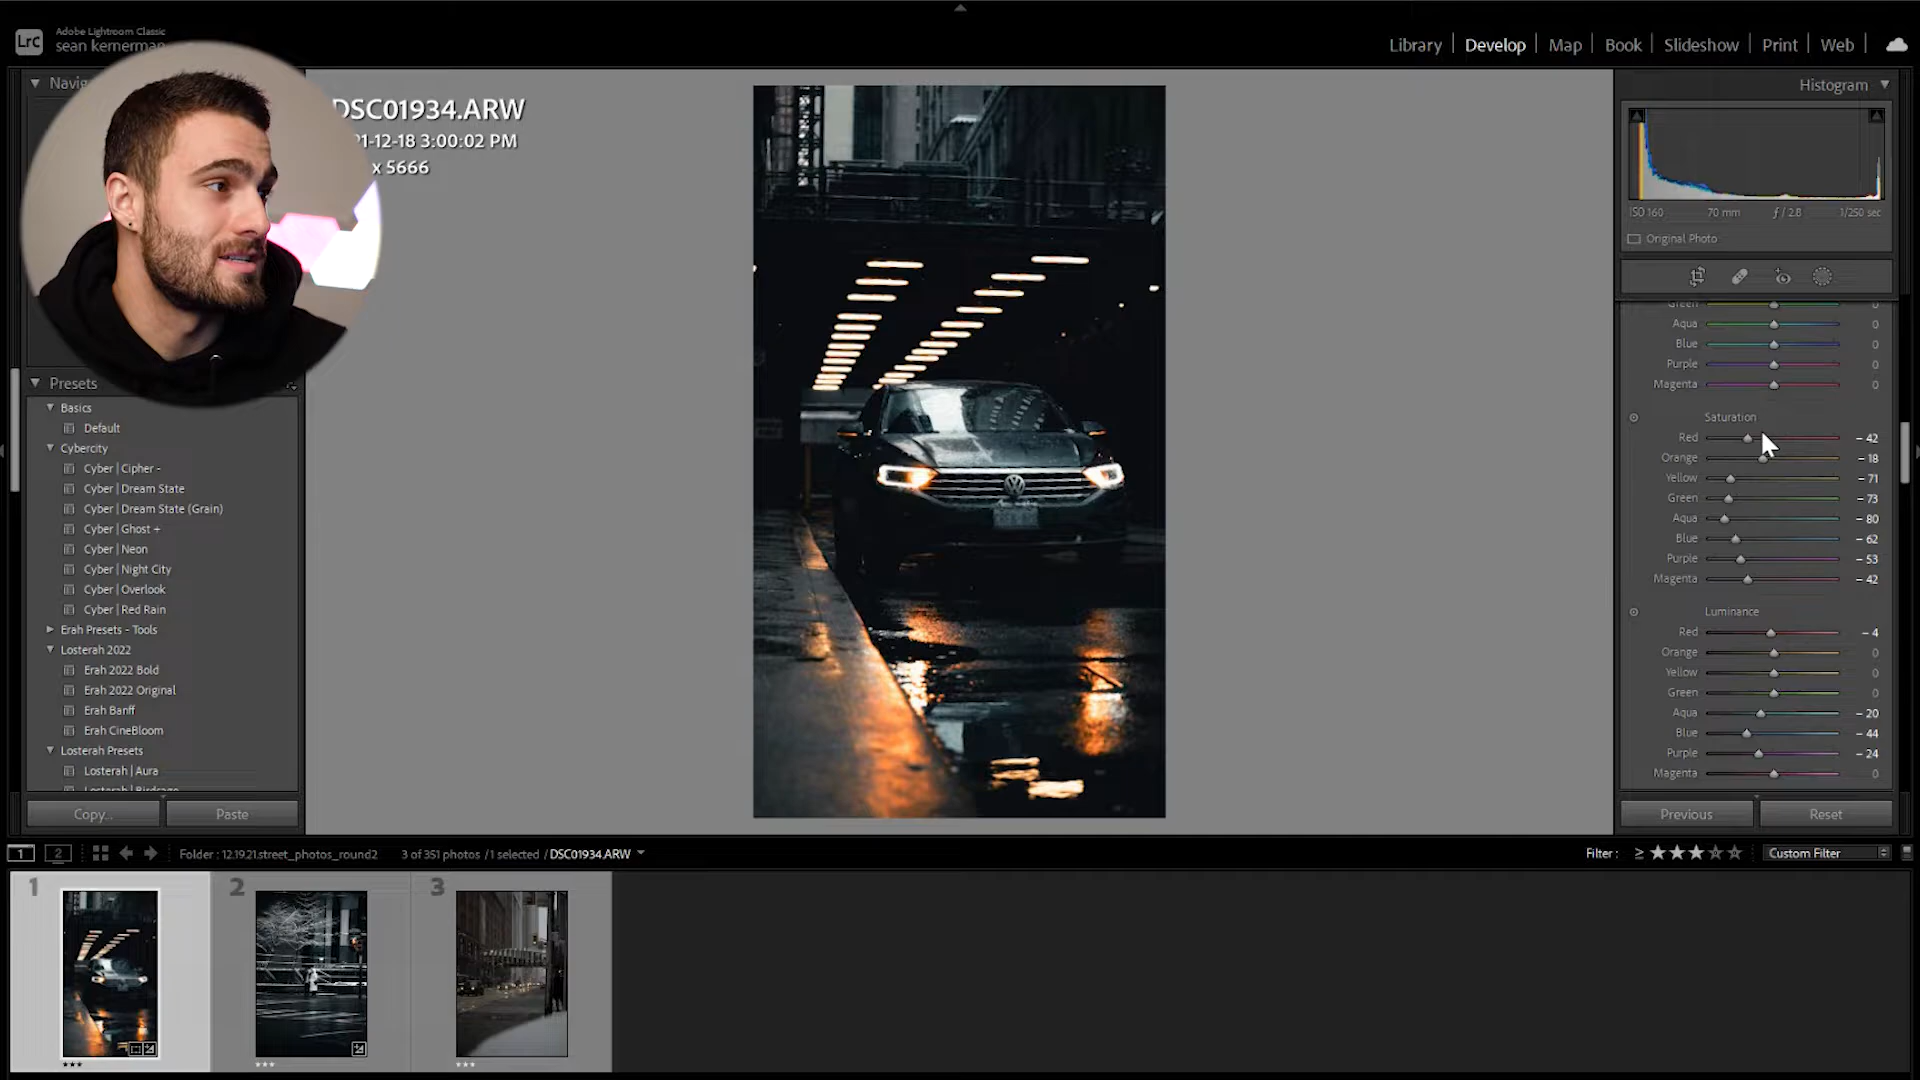 Lrc
Adobe Lightroom Classic
sean kernerman
Library
Develop
Map
Book
Slideshow
Print
Web
Presets
Basics
Default
Cybercity
Cyber | Cipher -
Cyber | Dream State
Cyber | Dream State (Grain)
Cyber | Ghost +
Cyber | Neon
Cyber | Night City
Cyber | Overlook
Cyber | Red Rain
Erah Presets - Tools
Losterah 2022
Erah 2022 Bold
Erah 2022 Original
Erah Banff
Erah CineBloom
Losterah Presets
Losterah | Aura
Copy...
Paste
DSC01934.ARW
1-12-18 3:00:02 PM
x 5666
Histogram
ISO 160 70 mm ƒ / 2.8 1/250 sec
Original Photo
Green 0
Aqua 0
Blue 0
Purple 0
Magenta 0
Saturation
Red - 42
Orange - 18
Yellow - 71
Green - 73
Aqua - 80
Blue - 62
Purple - 53
Magenta - 42
Luminance
Red - 4
Orange 0
Yellow 0
Green 0
Aqua - 20
Blue - 44
Purple - 24
Magenta 0
Previous
Reset
1 2 Folder : 12.19.21.street_photos_round2 3 of 351 photos / 1 selected / DSC01934.ARW
Filter : ≥ ★★★☆☆ Custom Filter
1
2
3